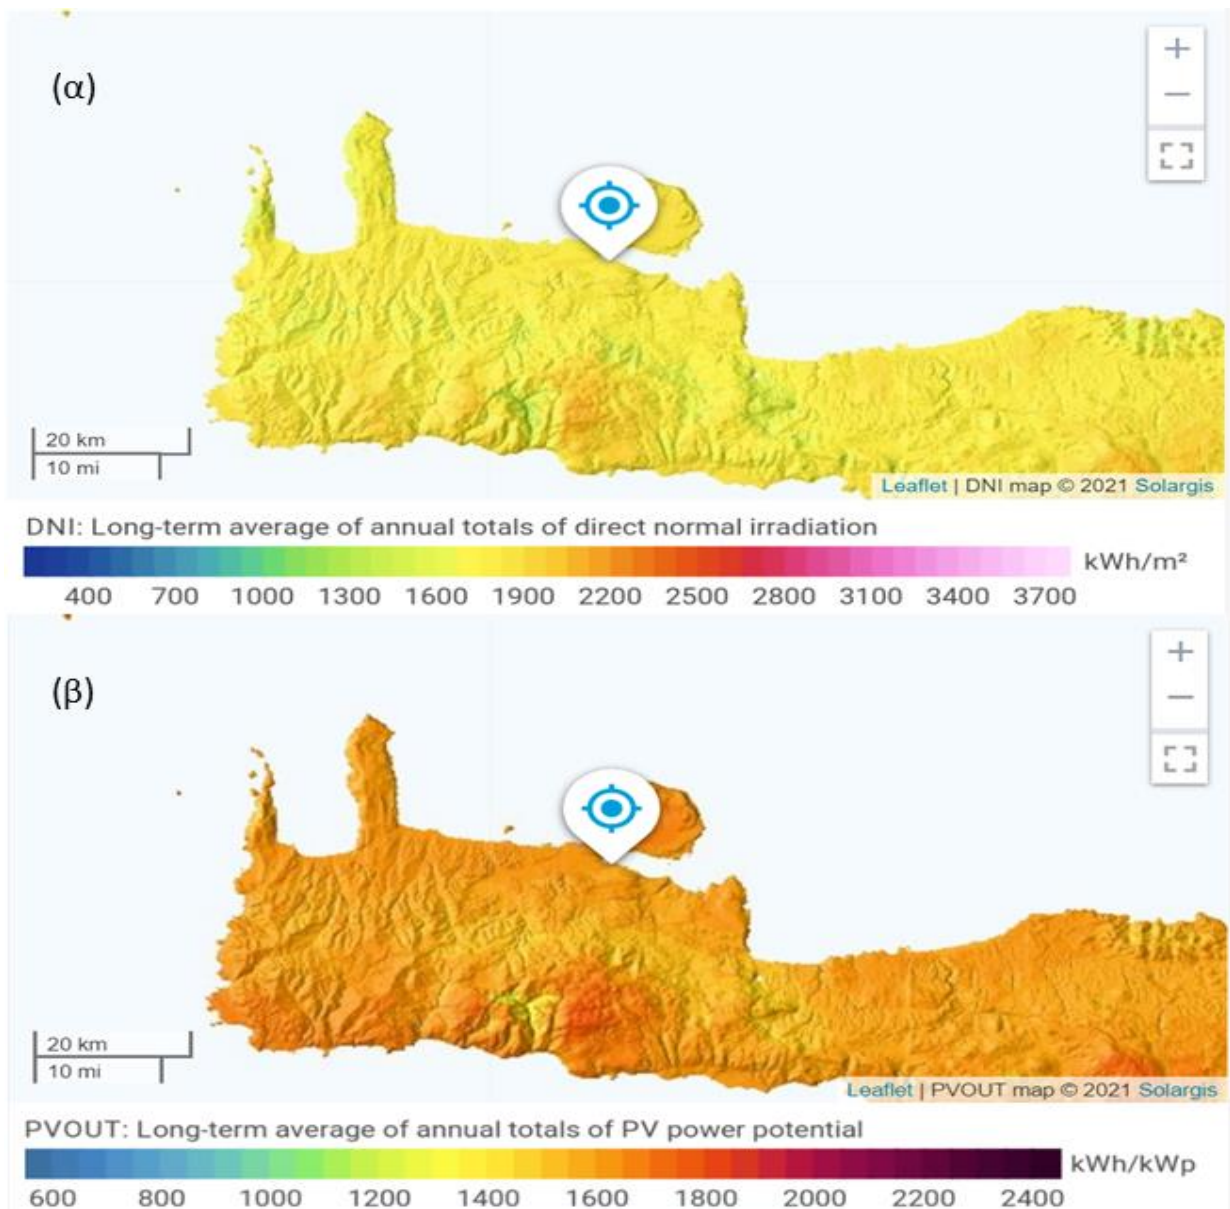 (α)
+
−
20 km
10 mi
Leaflet | DNI map © 2021 Solargis
DNI: Long-term average of annual totals of direct normal irradiation
kWh/m²
400 700 1000 1300 1600 1900 2200 2500 2800 3100 3400 3700
(β)
+
−
20 km
10 mi
Leaflet | PVOUT map © 2021 Solargis
PVOUT: Long-term average of annual totals of PV power potential
kWh/kWp
600 800 1000 1200 1400 1600 1800 2000 2200 2400